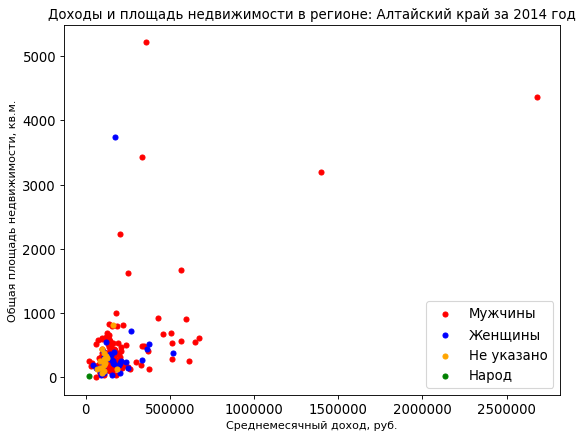 Доходы и площадь недвижимости в регионе: Алтайский край за 2014 год
Общая площадь недвижимости, кв.м.
5000
4000
3000
2000
1000
0
Мужчины
Женщины
Не указано
Народ
0 500000 1000000 1500000 2000000 2500000
Среднемесячный доход, руб.